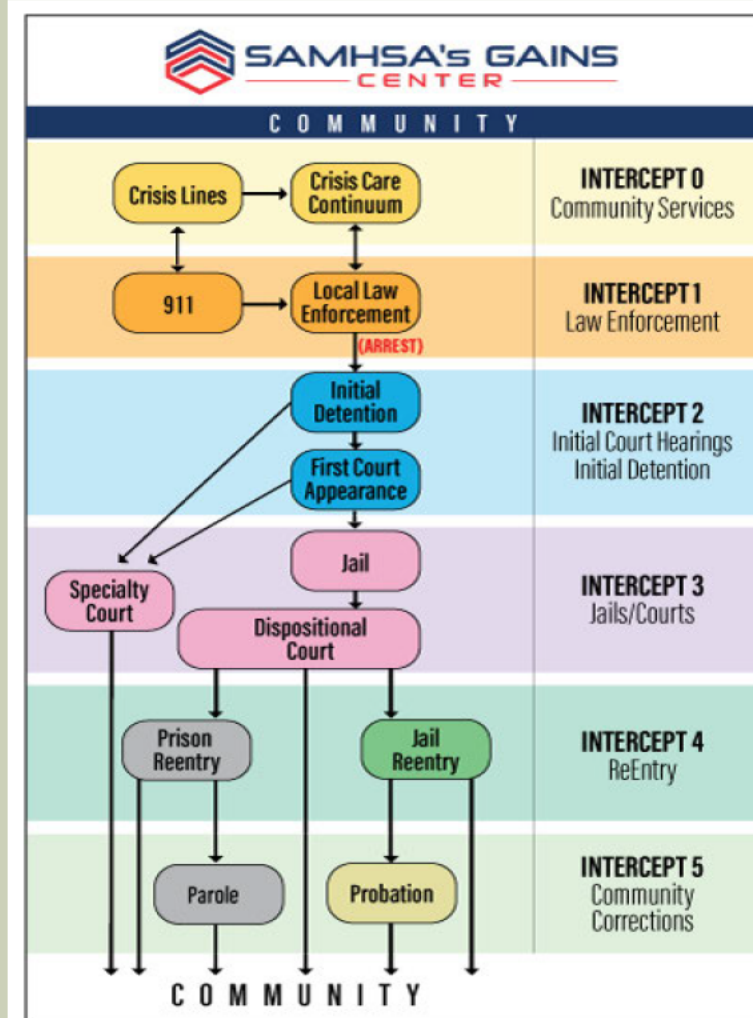 SAMHSA's GAINS
CENTER
COMMUNITY
Crisis Lines
Crisis Care
Continuum
INTERCEPT 0
Community Services
911
Local Law
Enforcement
INTERCEPT 1
Law Enforcement
(ARREST)
Initial
Detention
First Court
Appearance
INTERCEPT 2
Initial Court Hearings
Initial Detention
Jail
Specialty
Court
Dispositional
Court
INTERCEPT 3
Jails/Courts
Prison
Reentry
Jail
Reentry
INTERCEPT 4
ReEntry
Parole
Probation
INTERCEPT 5
Community
Corrections
COMMUNITY